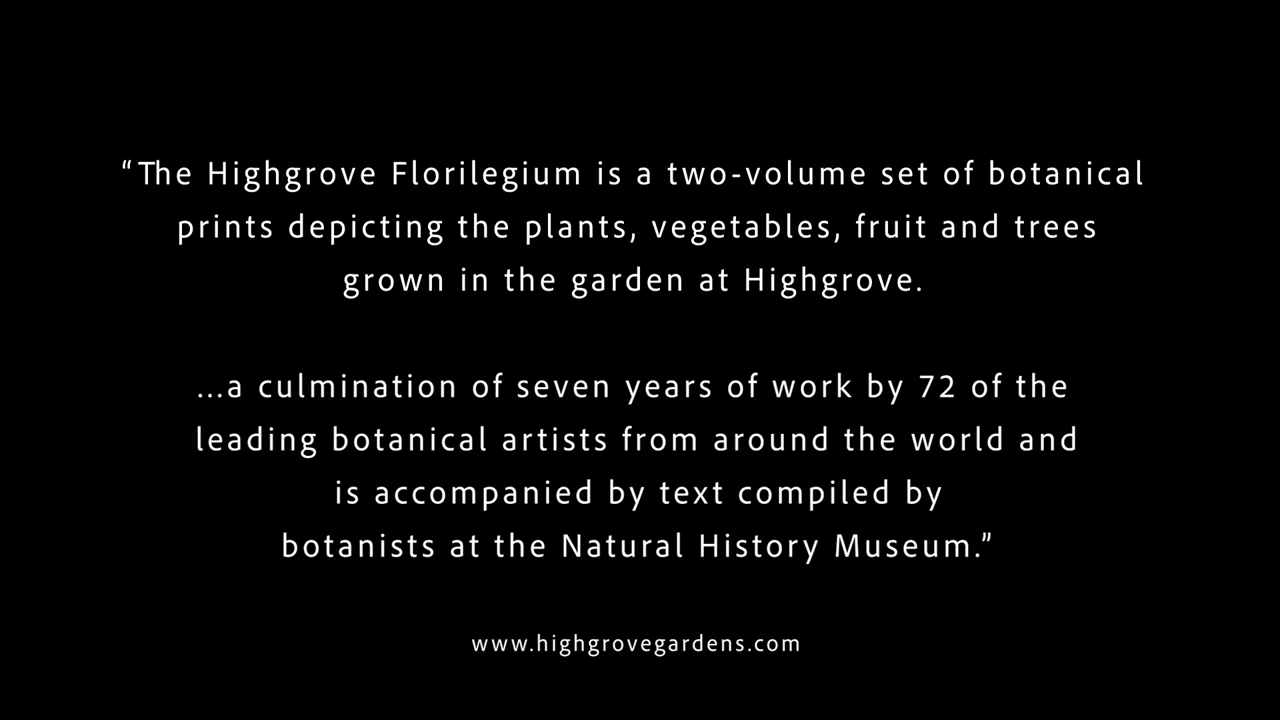 “The Highgrove Florilegium is a two-volume set of botanical
prints depicting the plants, vegetables, fruit and trees
grown in the garden at Highgrove.
...a culmination of seven years of work by 72 of the
leading botanical artists from around the world and
is accompanied by text compiled by
botanists at the Natural History Museum.”
www.highgrovegardens.com